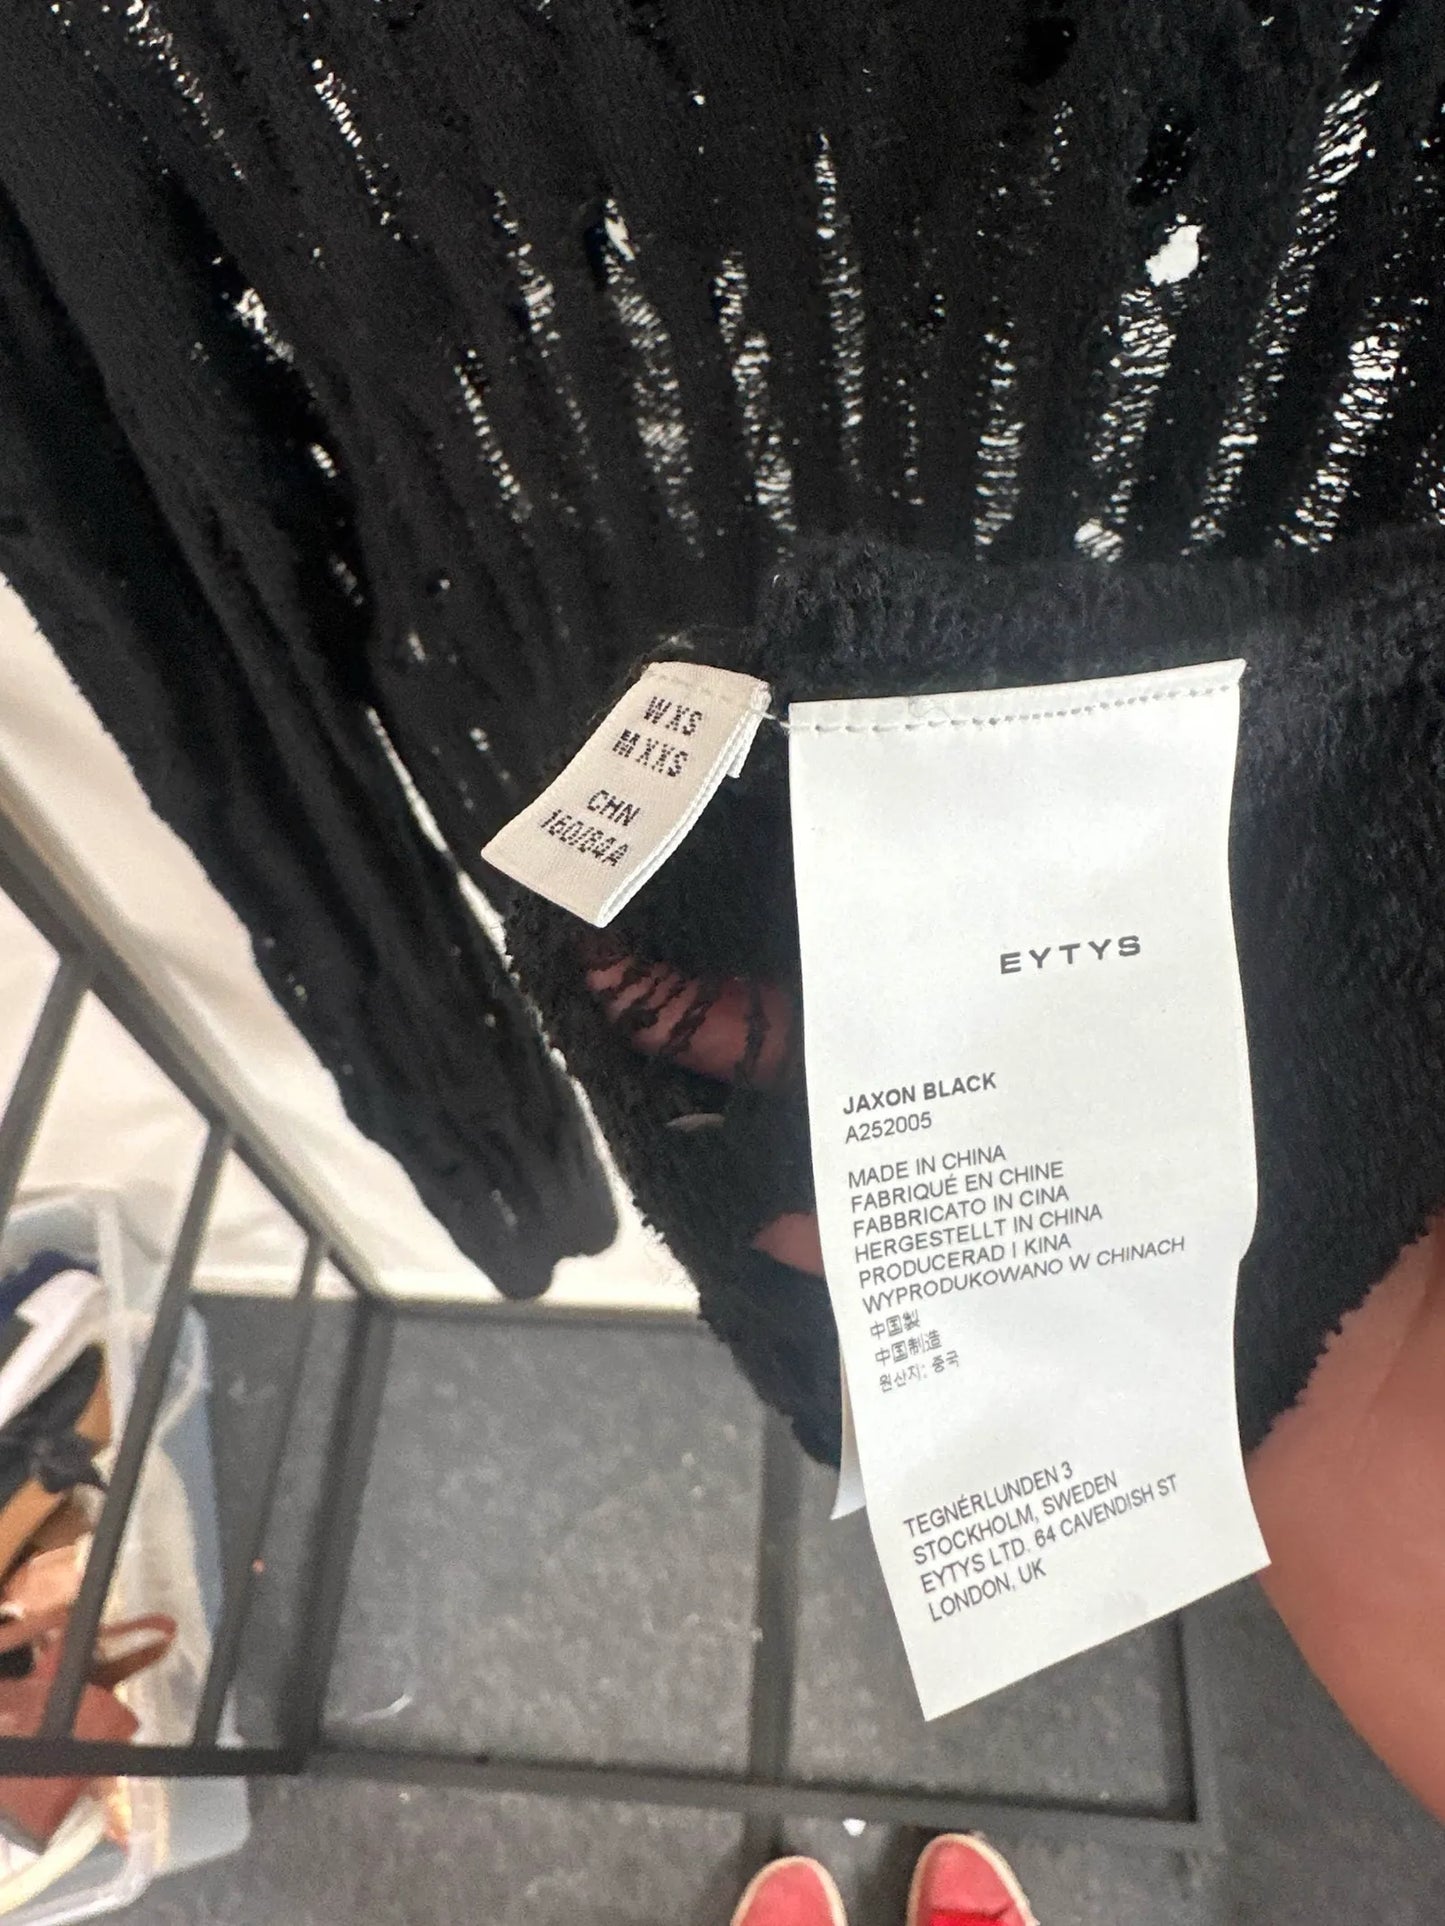 WXS
MXXS
CHN
160/84A
EYTYS
JAXON BLACK
A252005
MADE IN CHINA
FABRIQUÉ EN CHINE
FABBRICATO IN CINA
HERGESTELLT IN CHINA
PRODUCERAD I KINA
WYPRODUKOWANO W CHINACH
中国製
中国制造
원산지: 중국
TEGNÉRLUNDEN 3
STOCKHOLM, SWEDEN
EYTYS LTD. 64 CAVENDISH ST
LONDON, UK